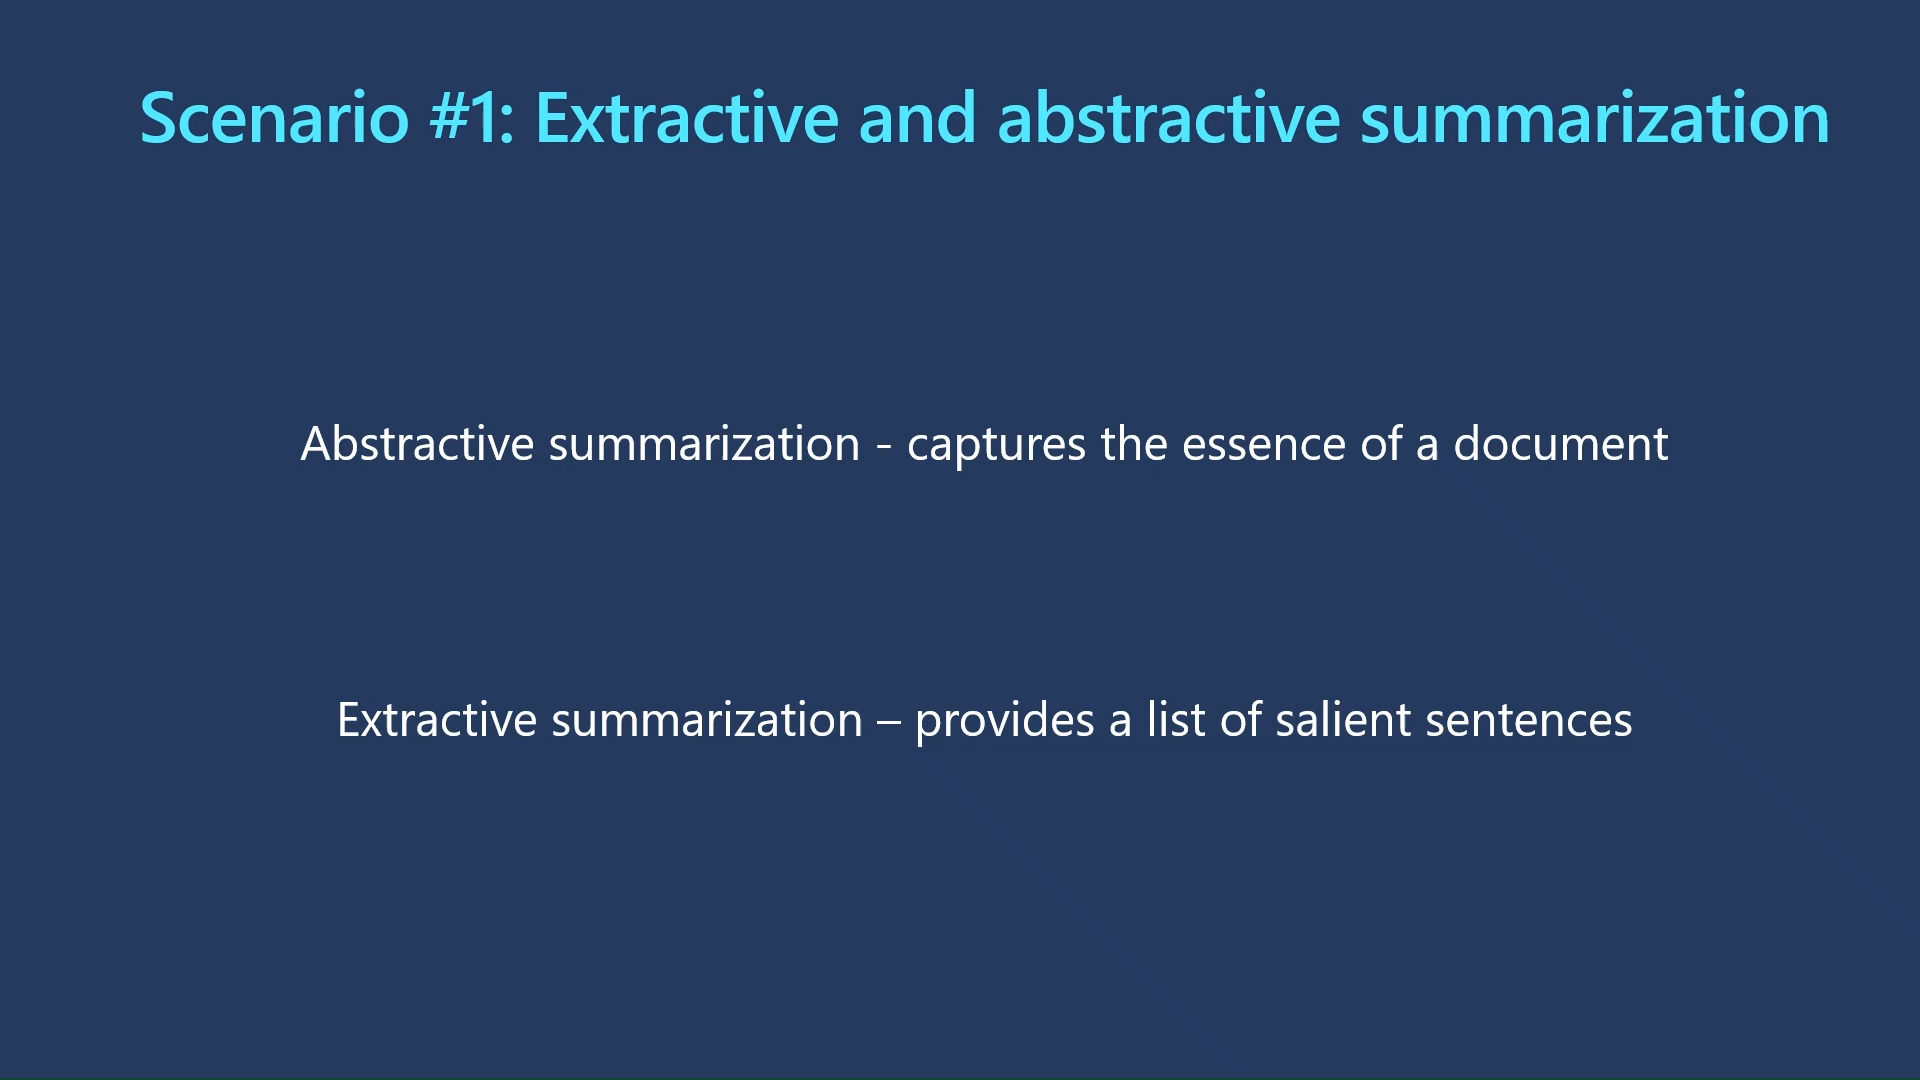 Scenario #1: Extractive and abstractive summarization
Abstractive summarization - captures the essence of a document
Extractive summarization – provides a list of salient sentences